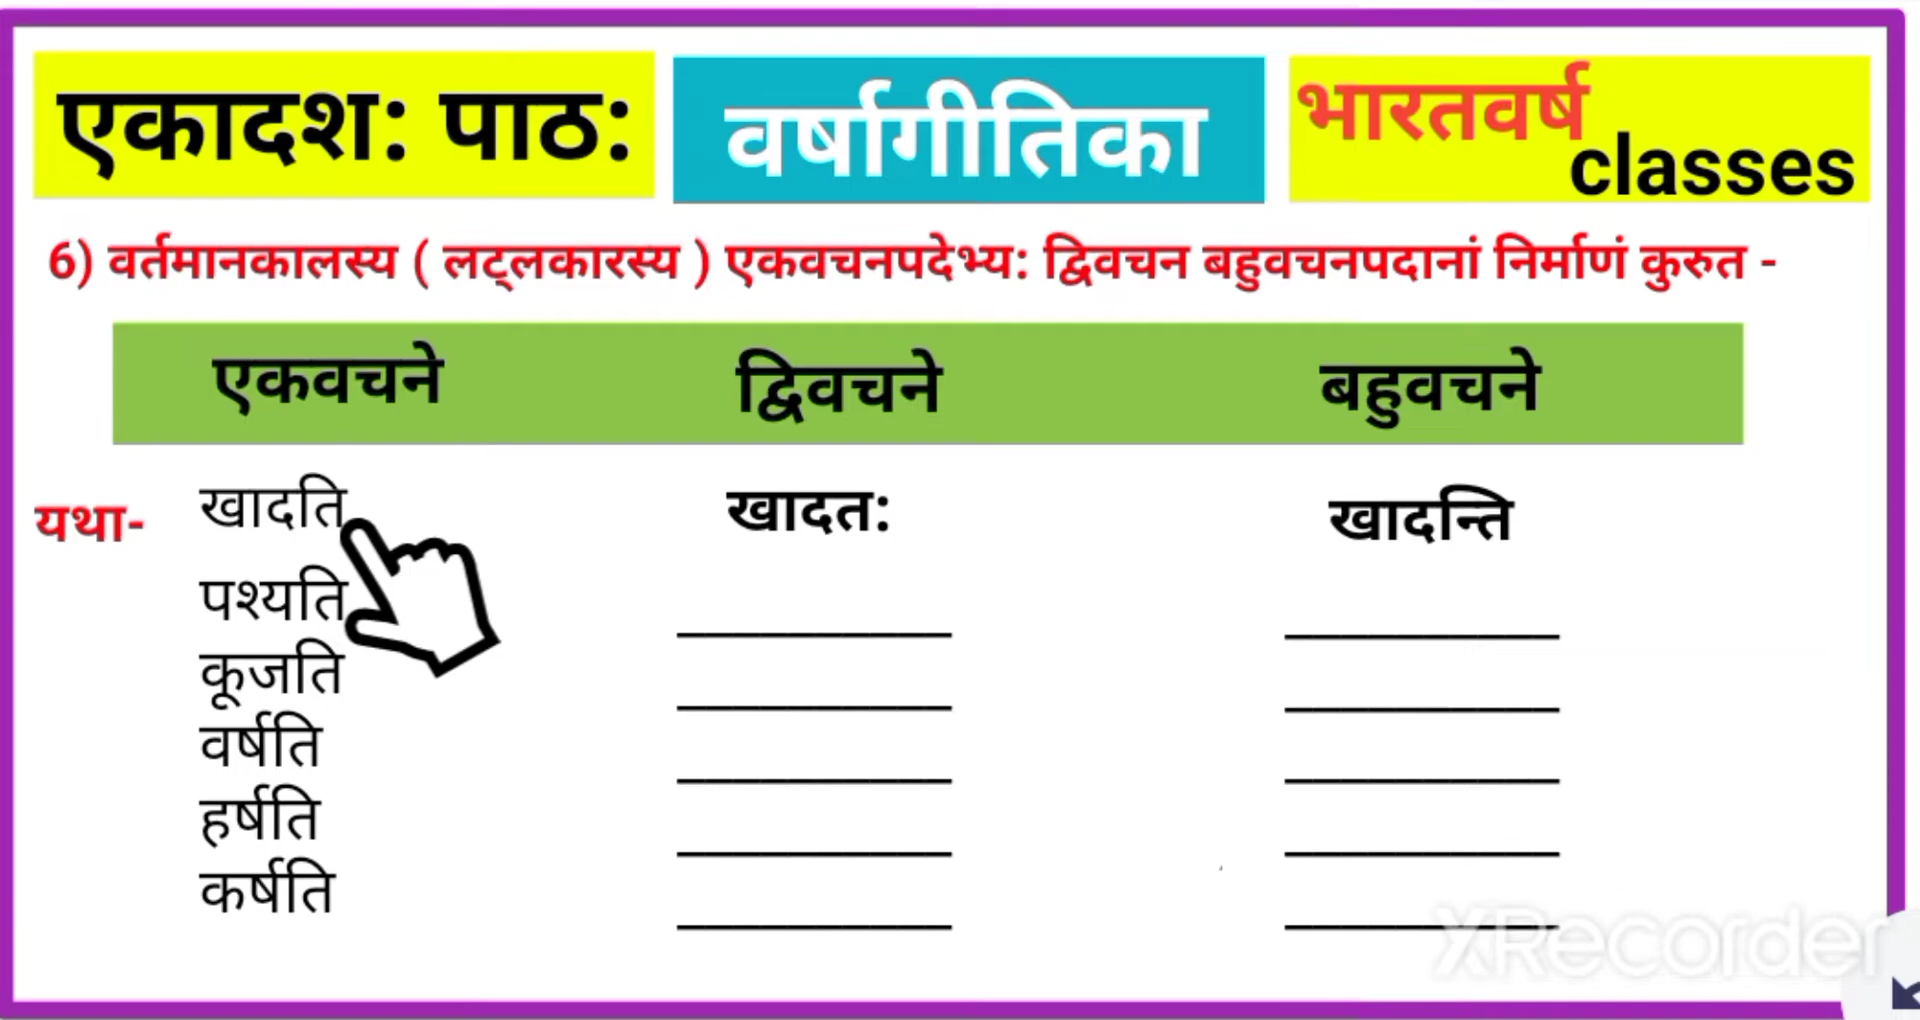 एकादश: पाठ:
वर्षागीतिका
भारतवर्ष
classes
6) वर्तमानकालस्य ( लट्लकारस्य ) एकवचनपदेभ्य: द्विवचन बहुवचनपदानां निर्माणं कुरुत -
एकवचने द्विवचने बहुवचने
यथा- खादति खादत: खादन्ति
पश्यति
कूजति
वर्षति
हर्षति
कर्षति
XRecorder